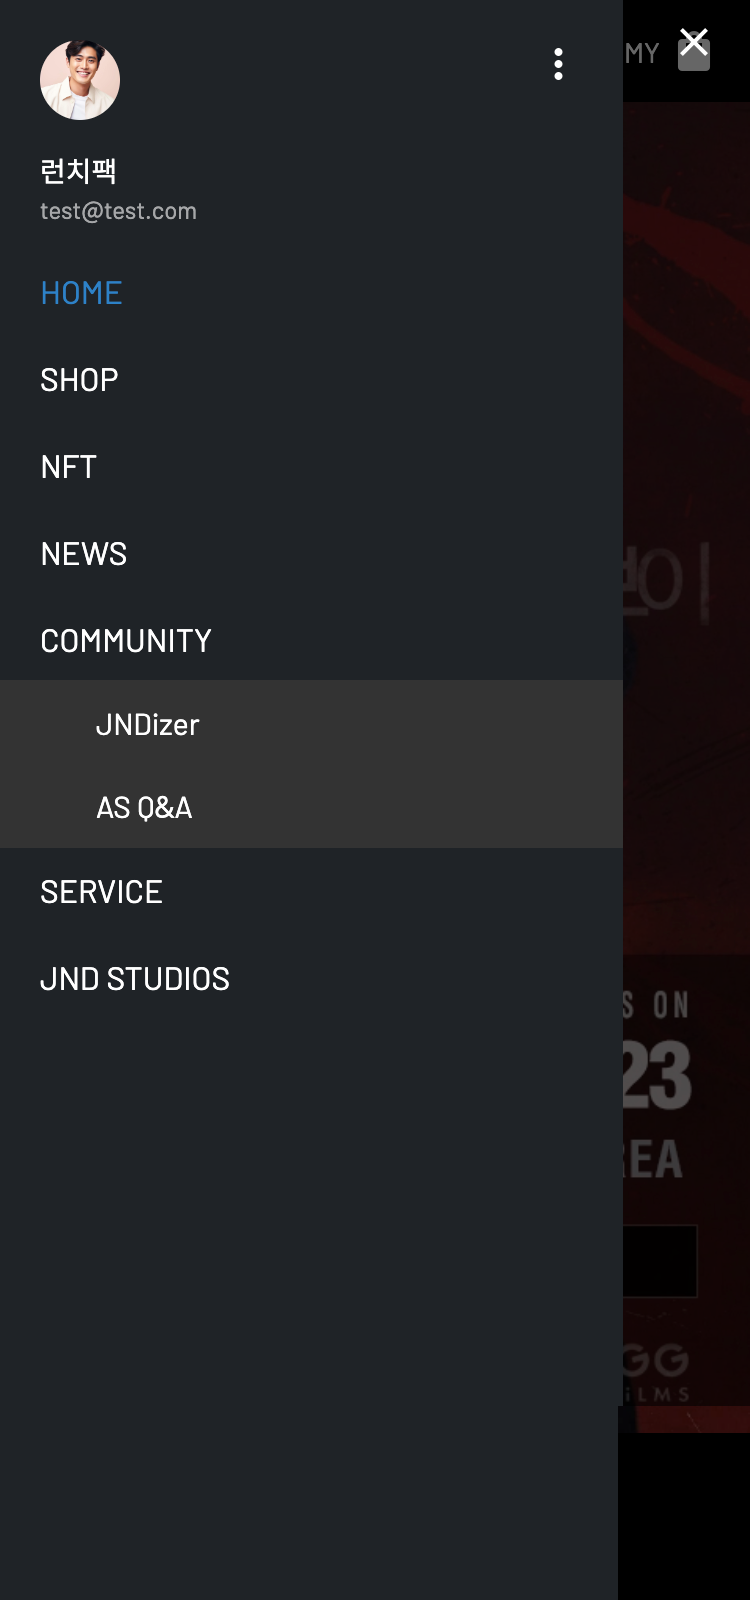 MY
런치팩
test@test.com
HOME
SHOP
NFT
NEWS
COMMUNITY
JNDizer
AS Q&A
SERVICE
JND STUDIOS
이
S ON
23
EA
GG
iLMS